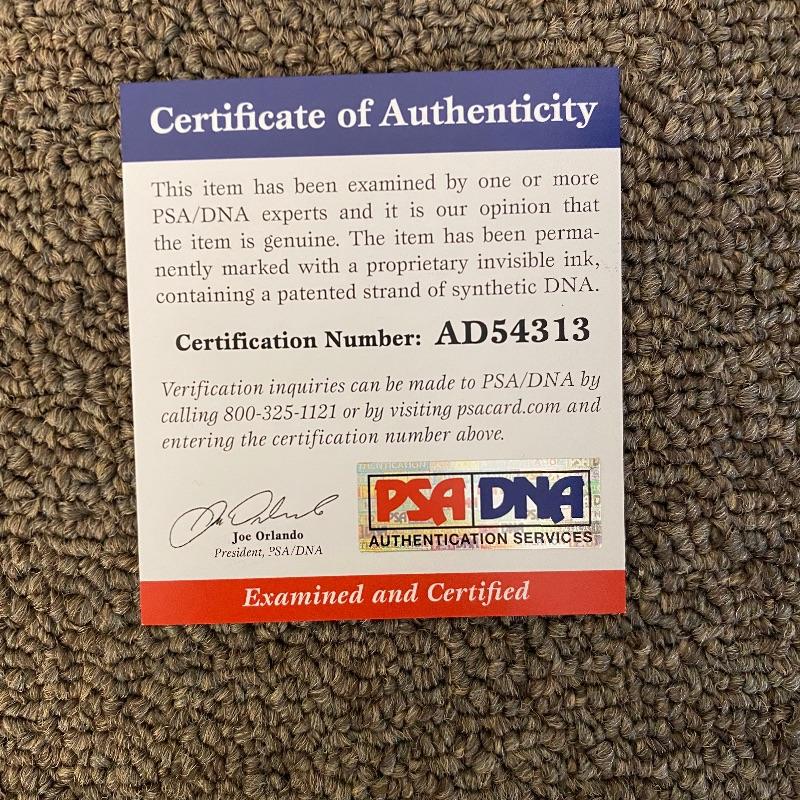 Certificate of Authenticity
This item has been examined by one or more
PSA/DNA experts and it is our opinion that
the item is genuine. The item has been perma-
nently marked with a proprietary invisible ink,
containing a patented strand of synthetic DNA.
Certification Number: AD54313
Verification inquiries can be made to PSA/DNA by
calling 800-325-1121 or by visiting psacard.com and
entering the certification number above.
Joe Orlando
President, PSA/DNA
PSA DNA
AUTHENTICATION SERVICES
Examined and Certified